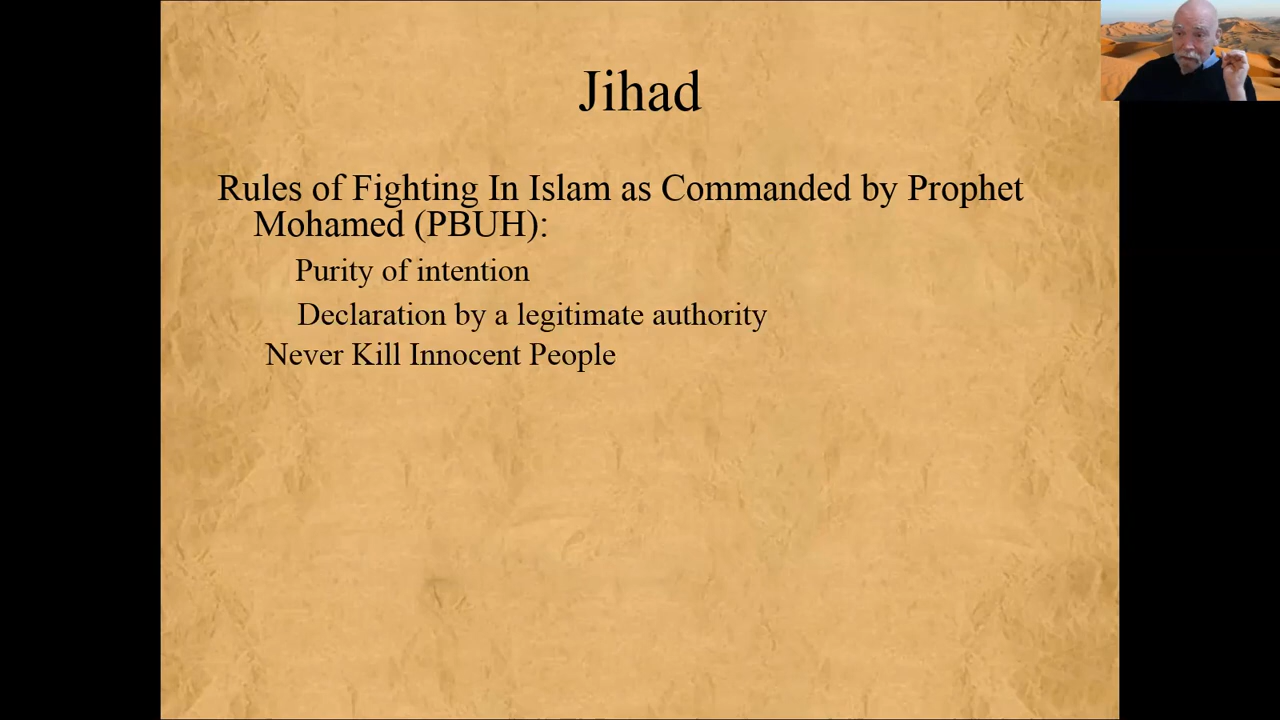 Jihad
Rules of Fighting In Islam as Commanded by Prophet
Mohamed (PBUH):
Purity of intention
Declaration by a legitimate authority
Never Kill Innocent People